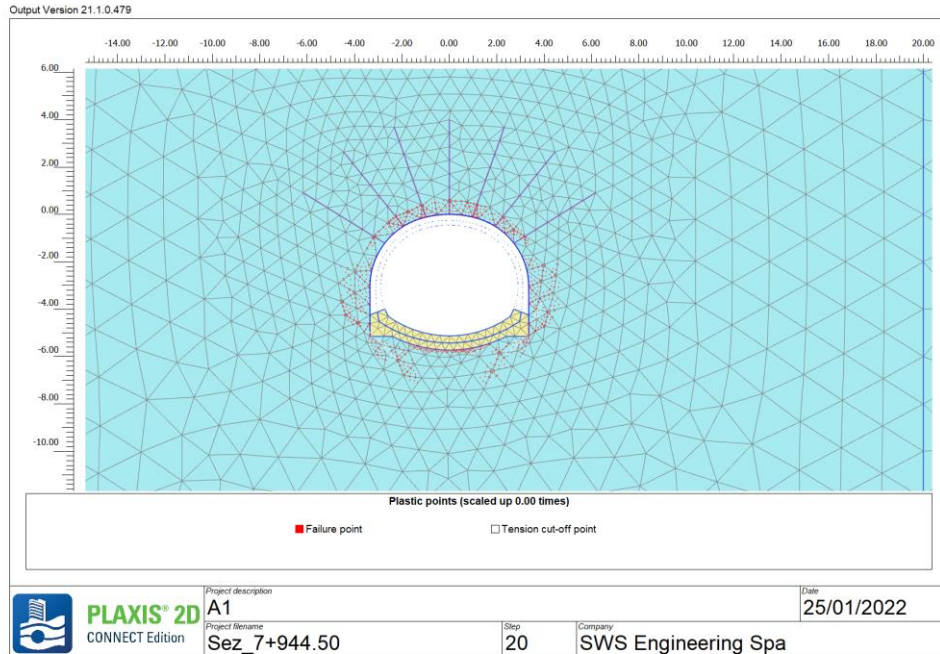 Output Version 21.1.0.479
-14.00 -12.00 -10.00 -8.00 -6.00 -4.00 -2.00 0.00 2.00 4.00 6.00 8.00 10.00 12.00 14.00 16.00 18.00 20.00
6.00
4.00
2.00
0.00
-2.00
-4.00
-6.00
-8.00
-10.00
Plastic points (scaled up 0.00 times)
Failure point Tension cut-off point
PLAXIS® 2D
CONNECT Edition
Project description
A1
Date
25/01/2022
Project filename
Sez_7+944.50
Step
20
Company
SWS Engineering Spa